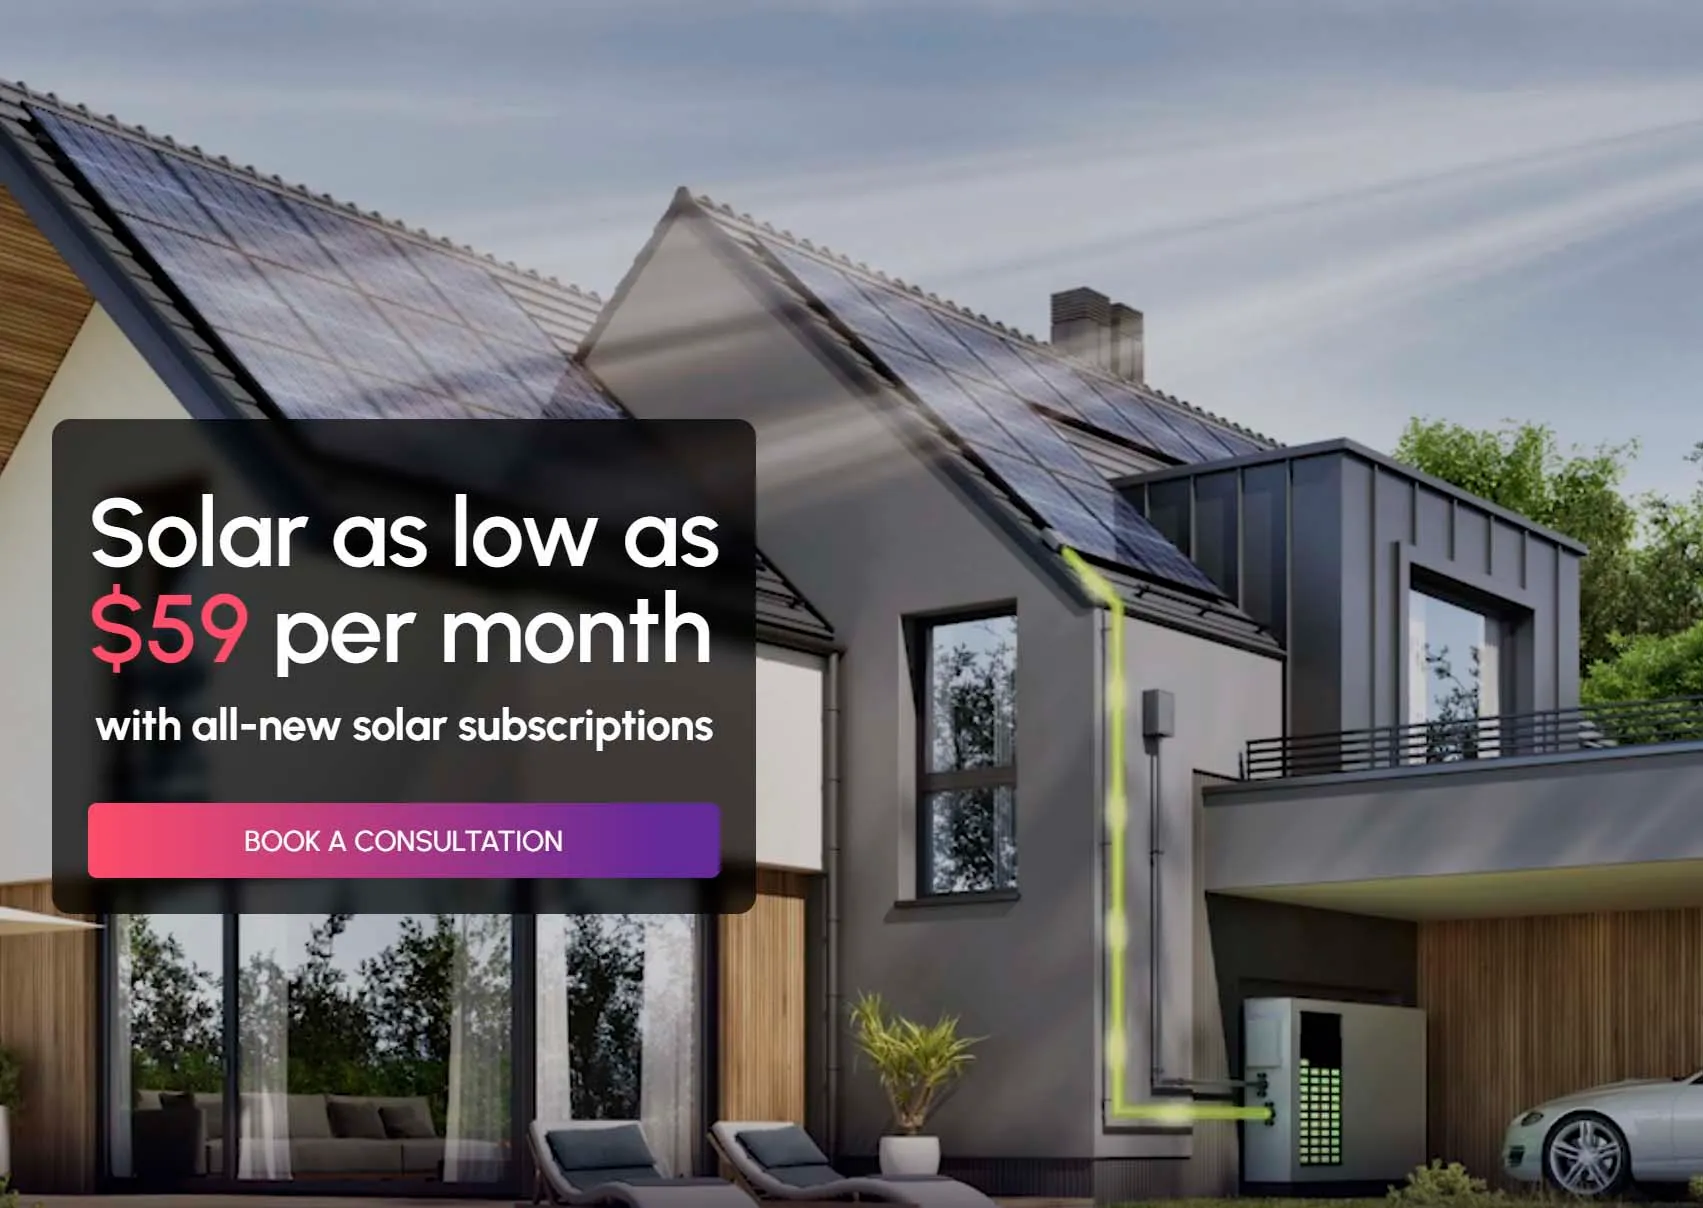 Solar as low as
$59 per month
with all-new solar subscriptions
BOOK A CONSULTATION